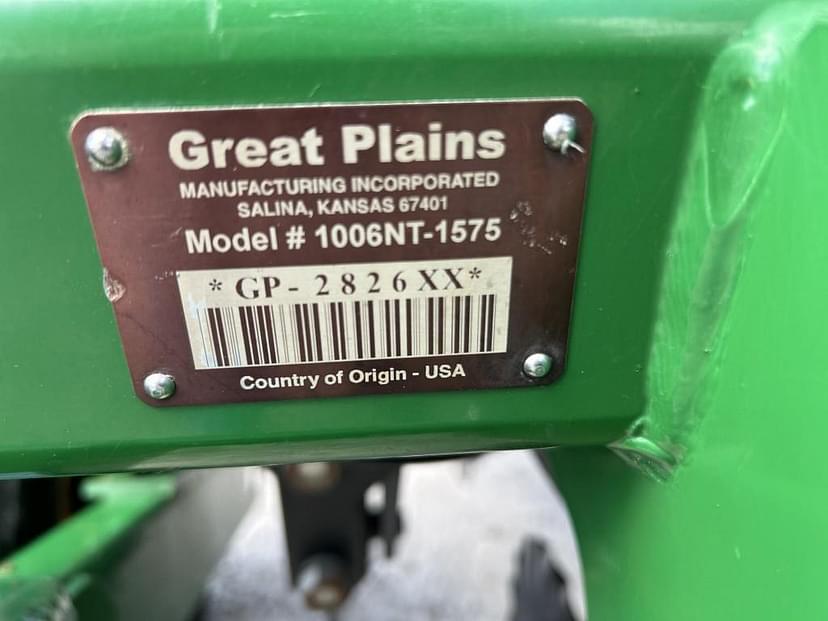 Great Plains
MANUFACTURING INCORPORATED
SALINA, KANSAS 67401
Model # 1006NT-1575
*GP-2826XX*
Country of Origin - USA